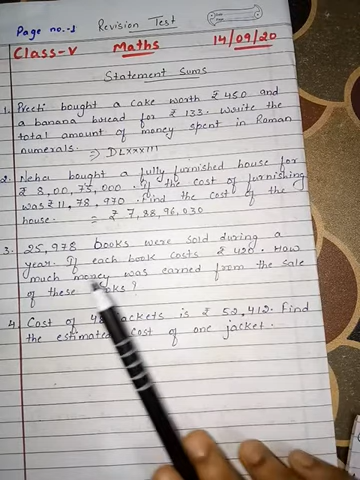 Page no.-1 Revision Test
Class-V Maths 14/09/20
Statement Sums
1. Preeti bought a cake worth ₹ 450 and
a banana bread for ₹ 133. Write the
total amount of money spent in Roman
numerals. ⇒ DLXXXIII
2. Neha bought a fully furnished house for
₹ 8,00,75,000. If the cost of furnishing
was ₹ 11,78,970. Find the cost of the
house. = ₹ 7,88,96,030
3. 25,978 books were sold during a
year. If each book costs ₹ 420. How
much money was earned from the sale
of these books?
4. Cost of 48 jackets is ₹ 52,412. Find
the estimated cost of one jacket.